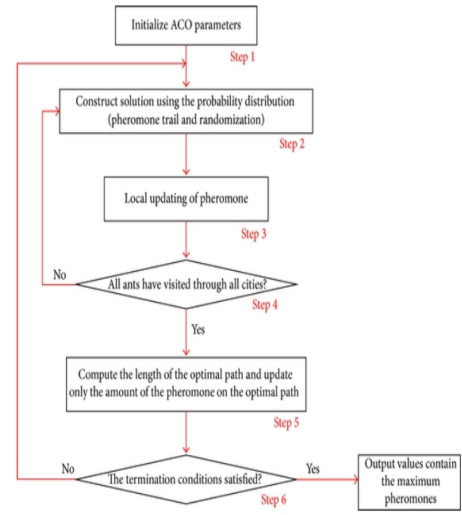 Initialize ACO parameters
Step 1
Construct solution using the probability distribution
(pheromone trail and randomization)
Step 2
Local updating of pheromone
Step 3
No
All ants have visited through all cities?
Step 4
Yes
Compute the length of the optimal path and update
only the amount of the pheromone on the optimal path
Step 5
No
The termination conditions satisfied?
Yes
Step 6
Output values contain
the maximum
pheromones